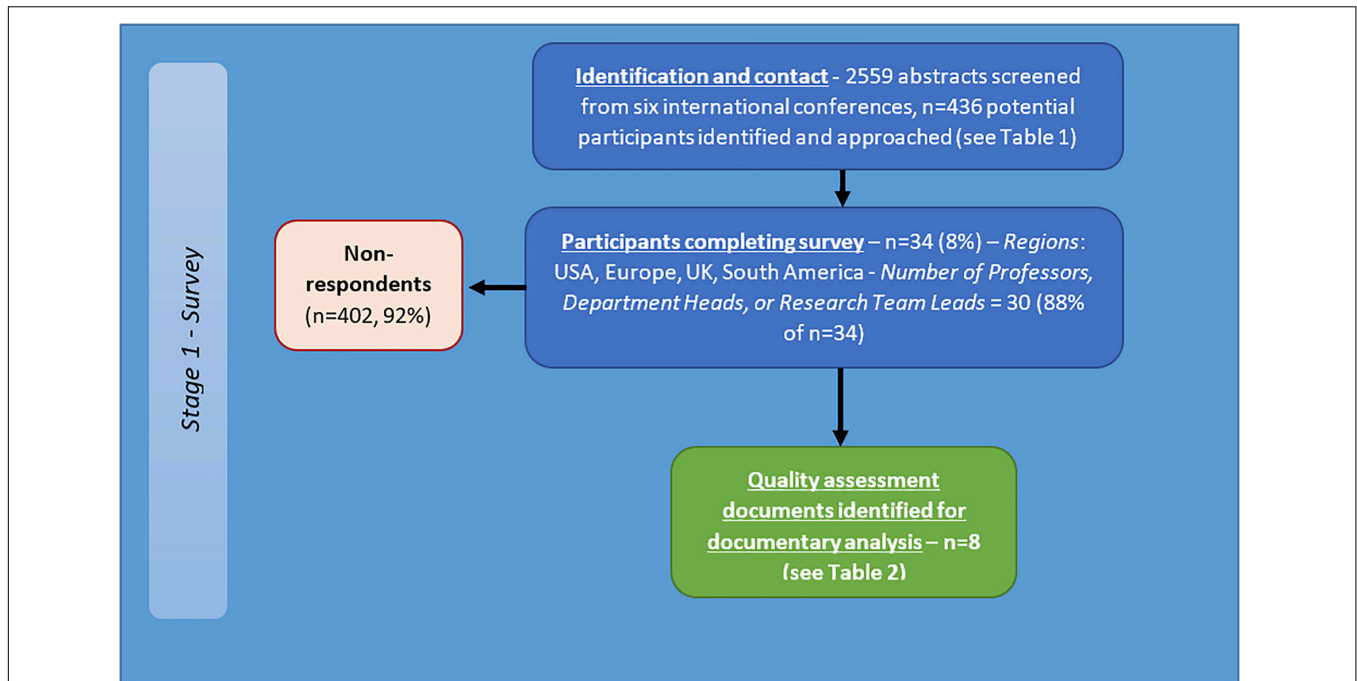 Stage 1 - Survey
Identification and contact - 2559 abstracts screened
from six international conferences, n=436 potential
participants identified and approached (see Table 1)
Participants completing survey – n=34 (8%) – Regions:
USA, Europe, UK, South America - Number of Professors,
Department Heads, or Research Team Leads = 30 (88%
of n=34)
Non-
respondents
(n=402, 92%)
Quality assessment
documents identified for
documentary analysis – n=8
(see Table 2)